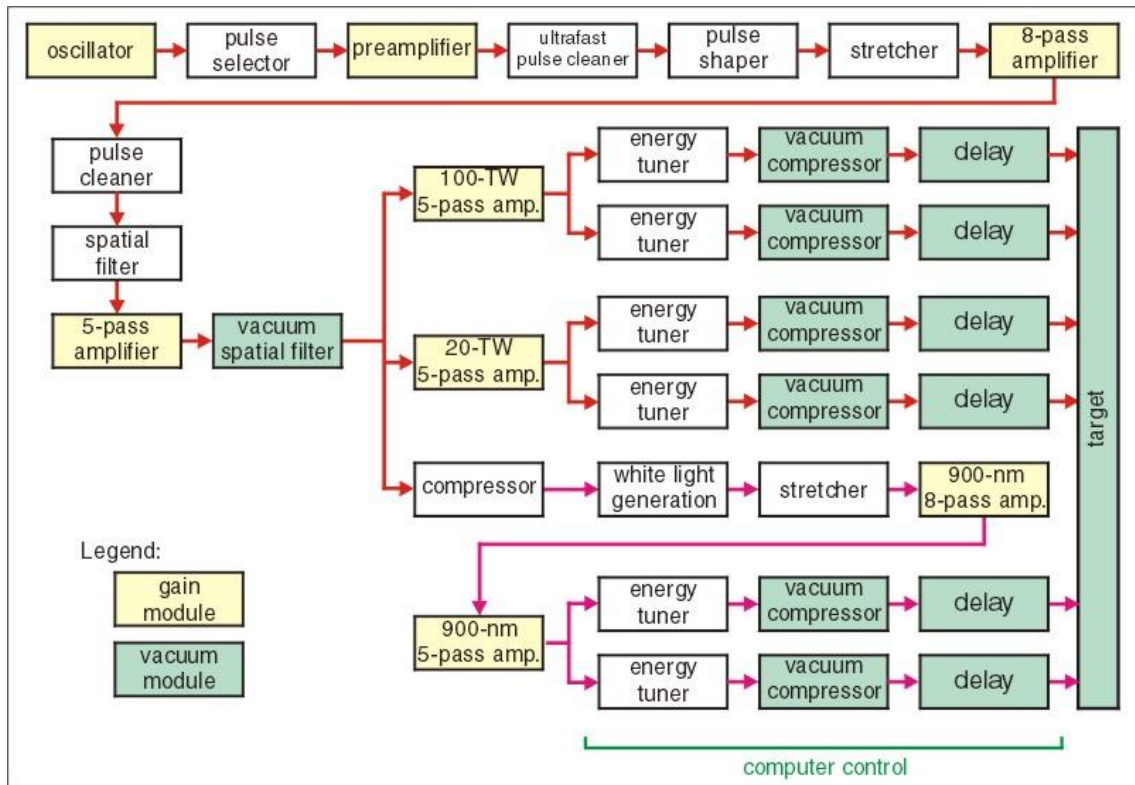 oscillator
pulse
selector
preamplifier
ultrafast
pulse cleaner
pulse
shaper
stretcher
8-pass
amplifier
pulse
cleaner
spatial
filter
5-pass
amplifier
vacuum
spatial filter
100-TW
5-pass amp.
energy
tuner
vacuum
compressor
delay
energy
tuner
vacuum
compressor
delay
20-TW
5-pass amp.
energy
tuner
vacuum
compressor
delay
energy
tuner
vacuum
compressor
delay
compressor
white light
generation
stretcher
900-nm
8-pass amp.
900-nm
5-pass amp.
energy
tuner
vacuum
compressor
delay
energy
tuner
vacuum
compressor
delay
target
Legend:
gain
module
vacuum
module
computer control